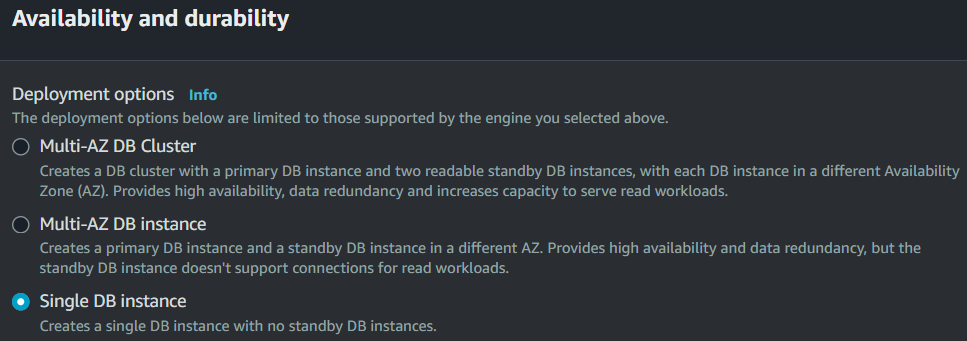 Availability and durability
Deployment options Info
The deployment options below are limited to those supported by the engine you selected above.
Multi-AZ DB Cluster
Creates a DB cluster with a primary DB instance and two readable standby DB instances, with each DB instance in a different Availability
Zone (AZ). Provides high availability, data redundancy and increases capacity to serve read workloads.
Multi-AZ DB instance
Creates a primary DB instance and a standby DB instance in a different AZ. Provides high availability and data redundancy, but the
standby DB instance doesn't support connections for read workloads.
Single DB instance
Creates a single DB instance with no standby DB instances.